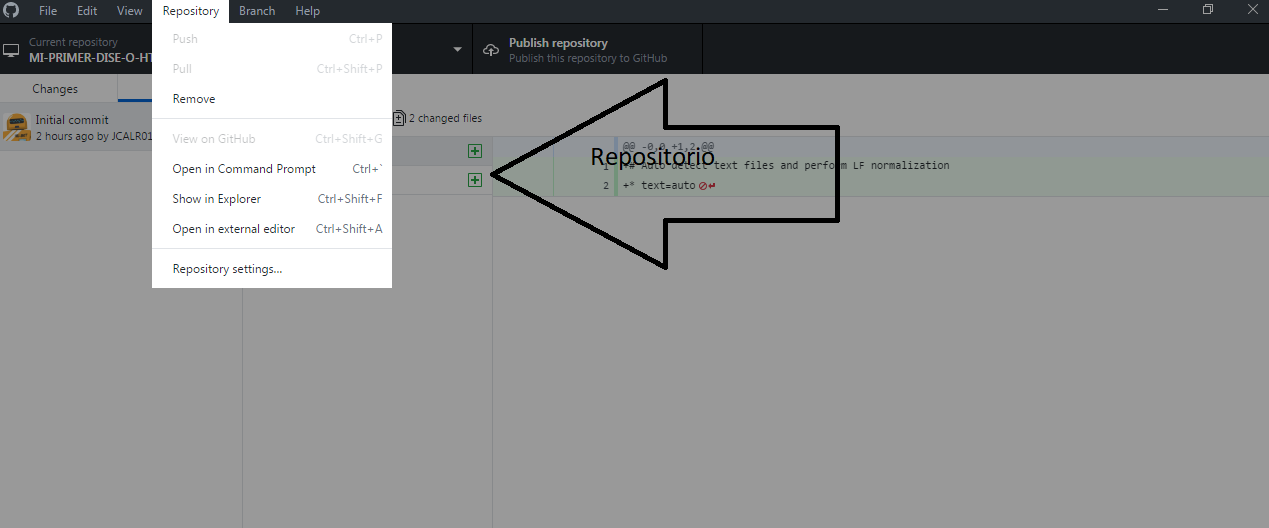 File Edit View Repository Branch Help
Current repository
MI-PRIMER-DISE-O-HT
Publish repository
Publish this repository to GitHub
Push Ctrl+P
Pull Ctrl+Shift+P
Remove
View on GitHub Ctrl+Shift+G
Open in Command Prompt Ctrl+`
Show in Explorer Ctrl+Shift+F
Open in external editor Ctrl+Shift+A
Repository settings...
Changes
Initial commit
2 hours ago by JCALR01
2 changed files
@@ -0,0 +1,2 @@
Repositorio
1 +# Auto detect text files and perform LF normalization
2 +* text=auto